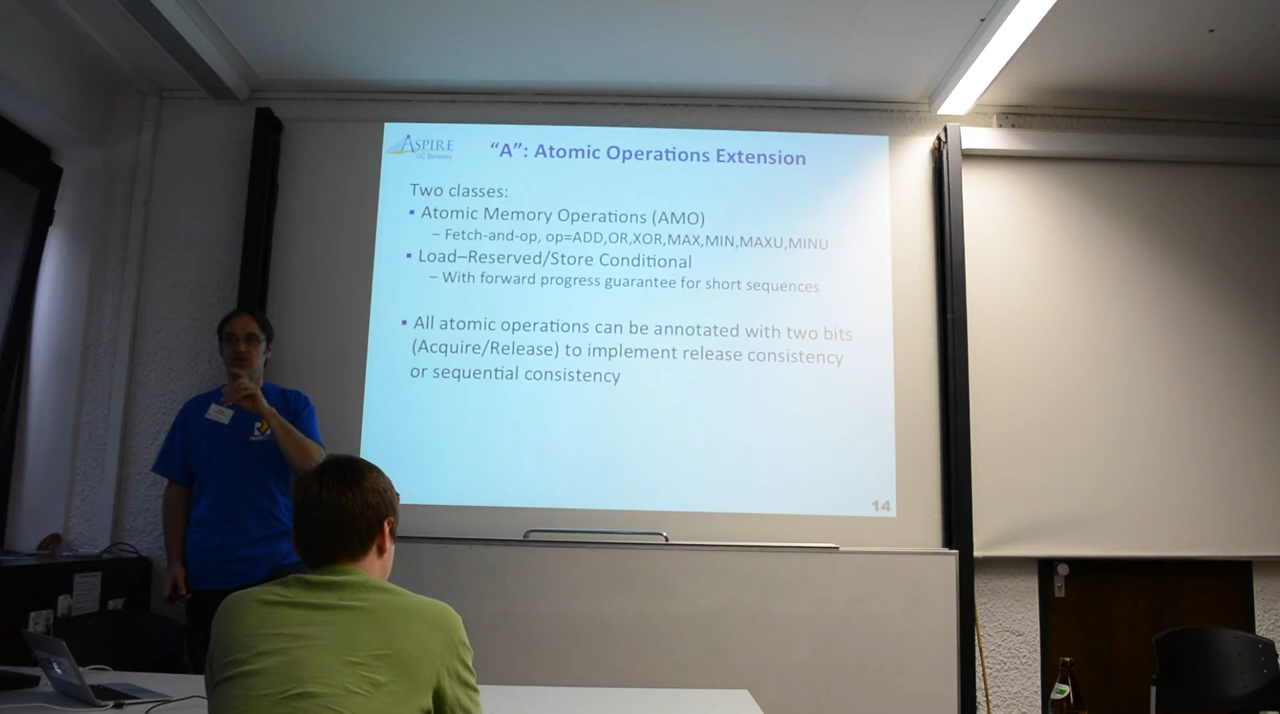 ASPIRE
UC Berkeley
“A”: Atomic Operations Extension
Two classes:
▪ Atomic Memory Operations (AMO)
– Fetch-and-op, op=ADD,OR,XOR,MAX,MIN,MAXU,MINU
▪ Load–Reserved/Store Conditional
– With forward progress guarantee for short sequences
▪ All atomic operations can be annotated with two bits
(Acquire/Release) to implement release consistency
or sequential consistency
14